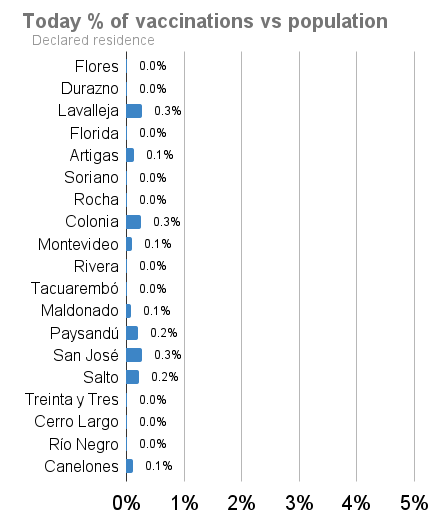 Today % of vaccinations vs population
Declared residence
Flores 0.0%
Durazno 0.0%
Lavalleja 0.3%
Florida 0.0%
Artigas 0.1%
Soriano 0.0%
Rocha 0.0%
Colonia 0.3%
Montevideo 0.1%
Rivera 0.0%
Tacuarembó 0.0%
Maldonado 0.1%
Paysandú 0.2%
San José 0.3%
Salto 0.2%
Treinta y Tres 0.0%
Cerro Largo 0.0%
Río Negro 0.0%
Canelones 0.1%
0% 1% 2% 3% 4% 5%